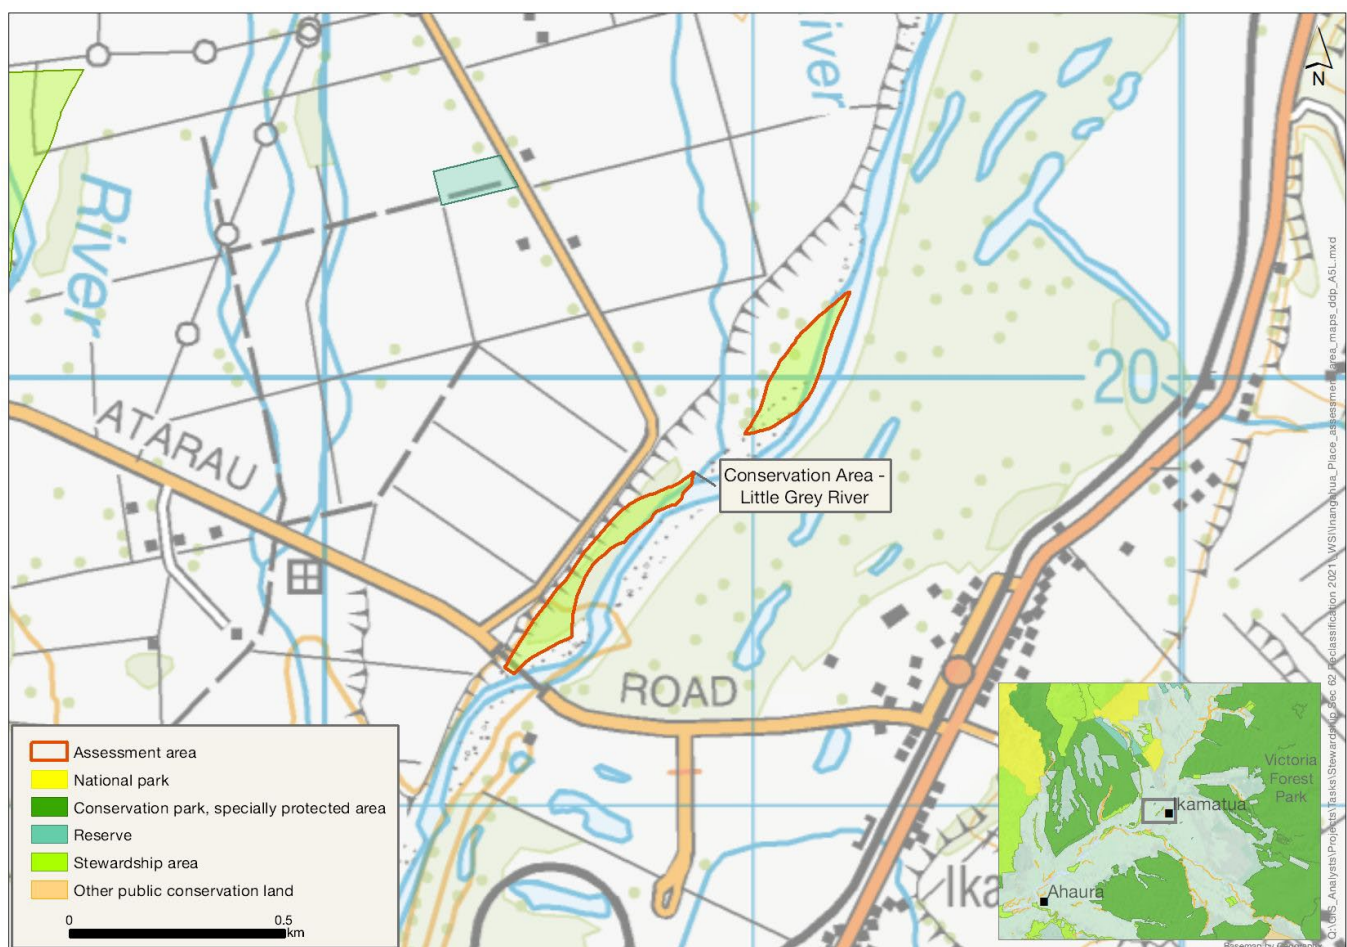 River
iver
N
ATARAU
20
Conservation Area -
Little Grey River
ROAD
Ika
Assessment area
National park
Conservation park, specially protected area
Reserve
Stewardship area
Other public conservation land
0 0.5
km
Victoria
Forest
Park
Ikamatua
Ahaura